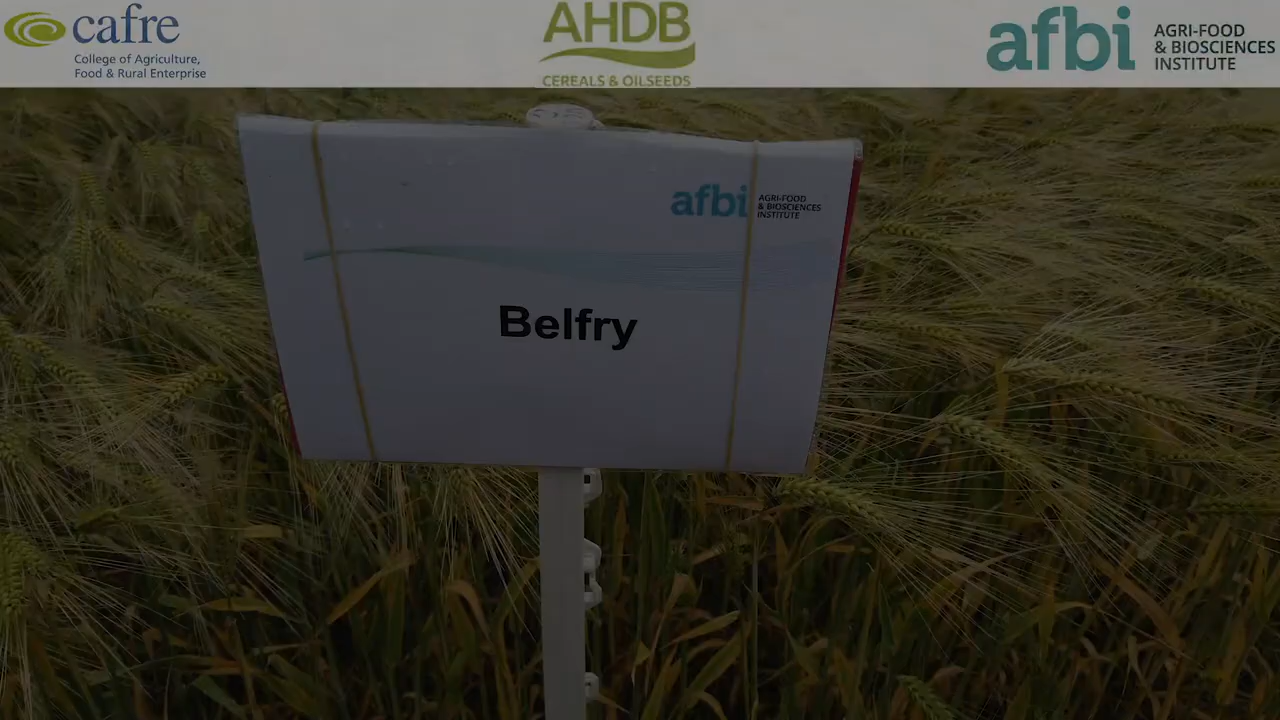 cafre
College of Agriculture,
Food & Rural Enterprise
AHDB
CEREALS & OILSEEDS
afbi
AGRI-FOOD
& BIOSCIENCES
INSTITUTE
afbi
AGRI-FOOD
& BIOSCIENCES
INSTITUTE
Belfry